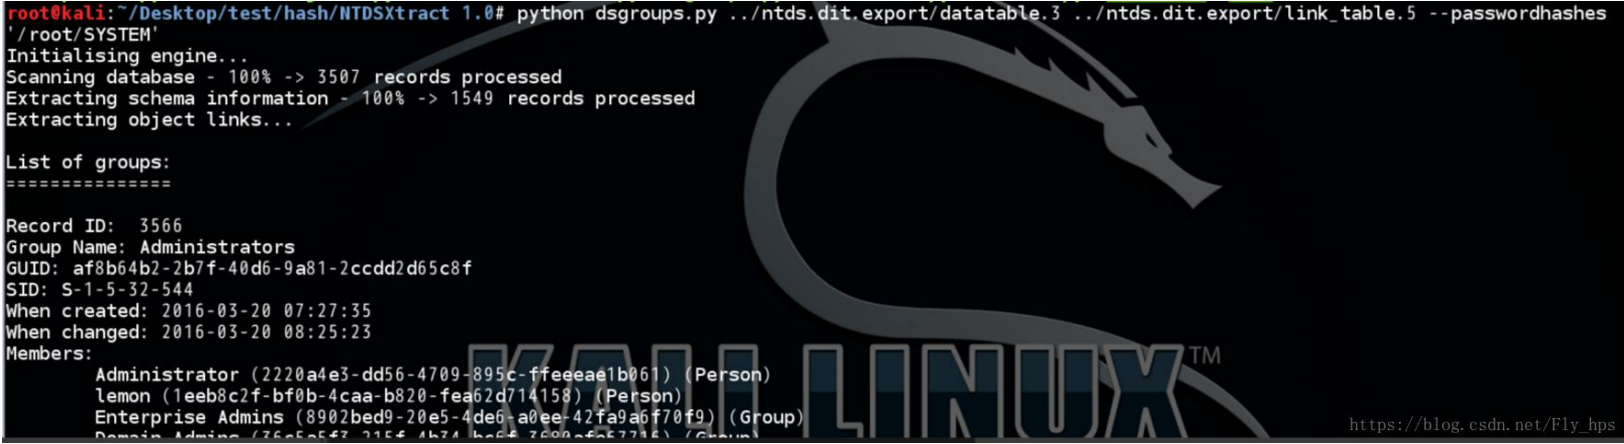 root@kali:~/Desktop/test/hash/NTDSXtract 1.0# python dsgroups.py ../ntds.dit.export/datatable.3 ../ntds.dit.export/link_table.5 --passwordhashes
'/root/SYSTEM'
Initialising engine...
Scanning database - 100% -> 3507 records processed
Extracting schema information - 100% -> 1549 records processed
Extracting object links...
List of groups:
===============
Record ID:  3566
Group Name: Administrators
GUID: af8b64b2-2b7f-40d6-9a81-2ccdd2d65c8f
SID: S-1-5-32-544
When created: 2016-03-20 07:27:35
When changed: 2016-03-20 08:25:23
Members:
Administrator (2220a4e3-dd56-4709-895c-ffeeeae1b061) (Person)
lemon (1eeb8c2f-bf0b-4caa-b820-fea62d714158) (Person)
Enterprise Admins (8902bed9-20e5-4de6-a0ee-42fa9a6f70f9) (Group)
Domain Admins (Group)
KALI LINUX™
https://blog.csdn.net/Fly_hps